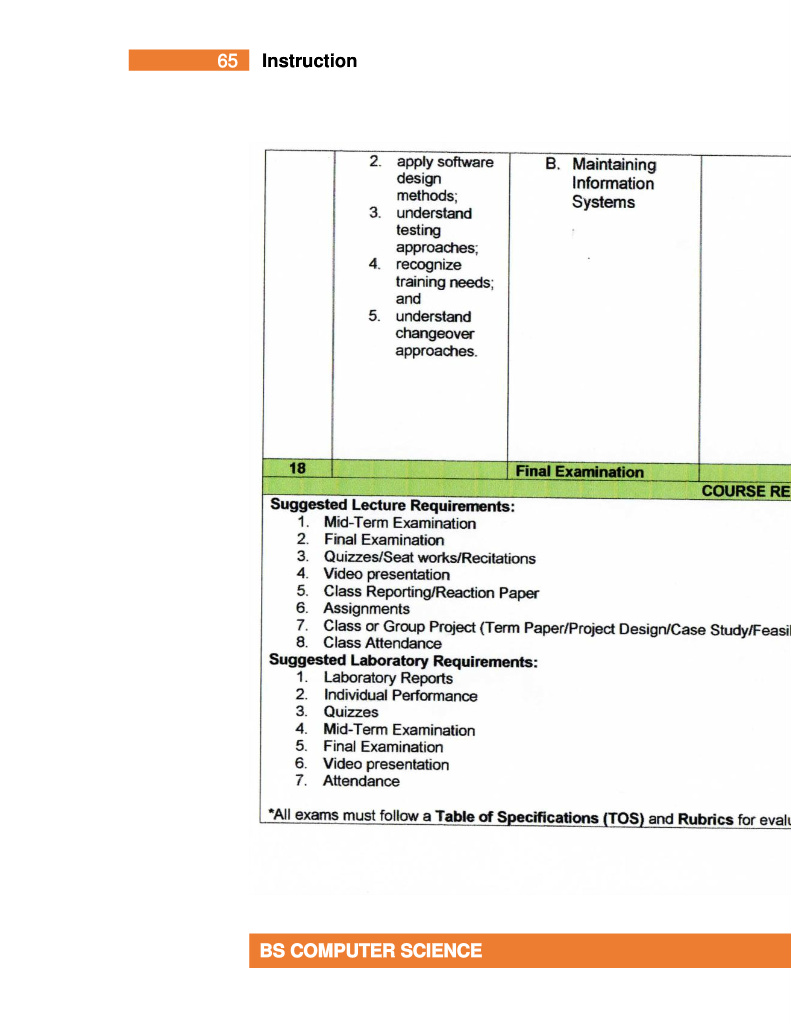 65 Instruction
2. apply software
design
methods;
3. understand
testing
approaches;
4. recognize
training needs;
and
5. understand
changeover
approaches.
B. Maintaining
Information
Systems
18 Final Examination
COURSE RE
Suggested Lecture Requirements:
1. Mid-Term Examination
2. Final Examination
3. Quizzes/Seat works/Recitations
4. Video presentation
5. Class Reporting/Reaction Paper
6. Assignments
7. Class or Group Project (Term Paper/Project Design/Case Study/Feasil
8. Class Attendance
Suggested Laboratory Requirements:
1. Laboratory Reports
2. Individual Performance
3. Quizzes
4. Mid-Term Examination
5. Final Examination
6. Video presentation
7. Attendance
*All exams must follow a Table of Specifications (TOS) and Rubrics for evalu
BS COMPUTER SCIENCE